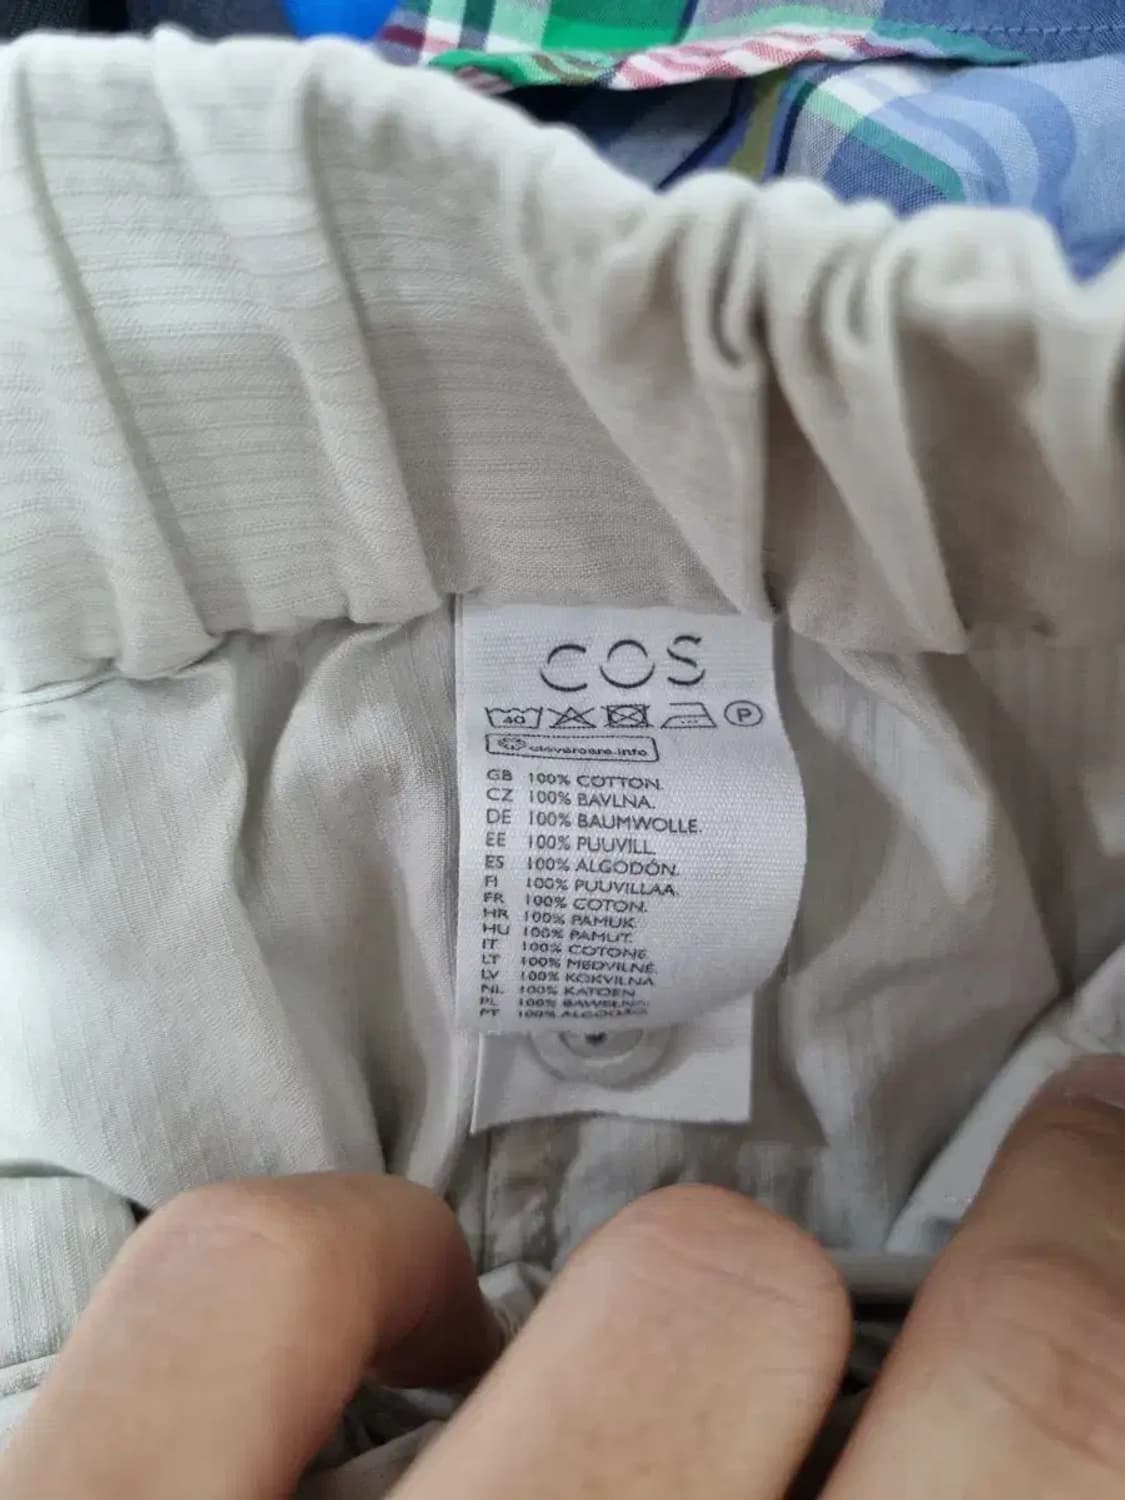 COS
40
P
clevercare.info
GB 100% COTTON.
CZ 100% BAVLNA.
DE 100% BAUMWOLLE.
EE 100% PUUVILL.
ES 100% ALGODÓN.
FI 100% PUUVILLAA.
FR 100% COTON.
HR 100% PAMUK.
HU 100% PAMUT.
IT 100% COTONE.
LT 100% MEDVILNĖ.
LV 100% KOKVILNA.
NL 100% KATOEN.
PL 100% BAWEŁNA.
PT 100% ALGODÃO.